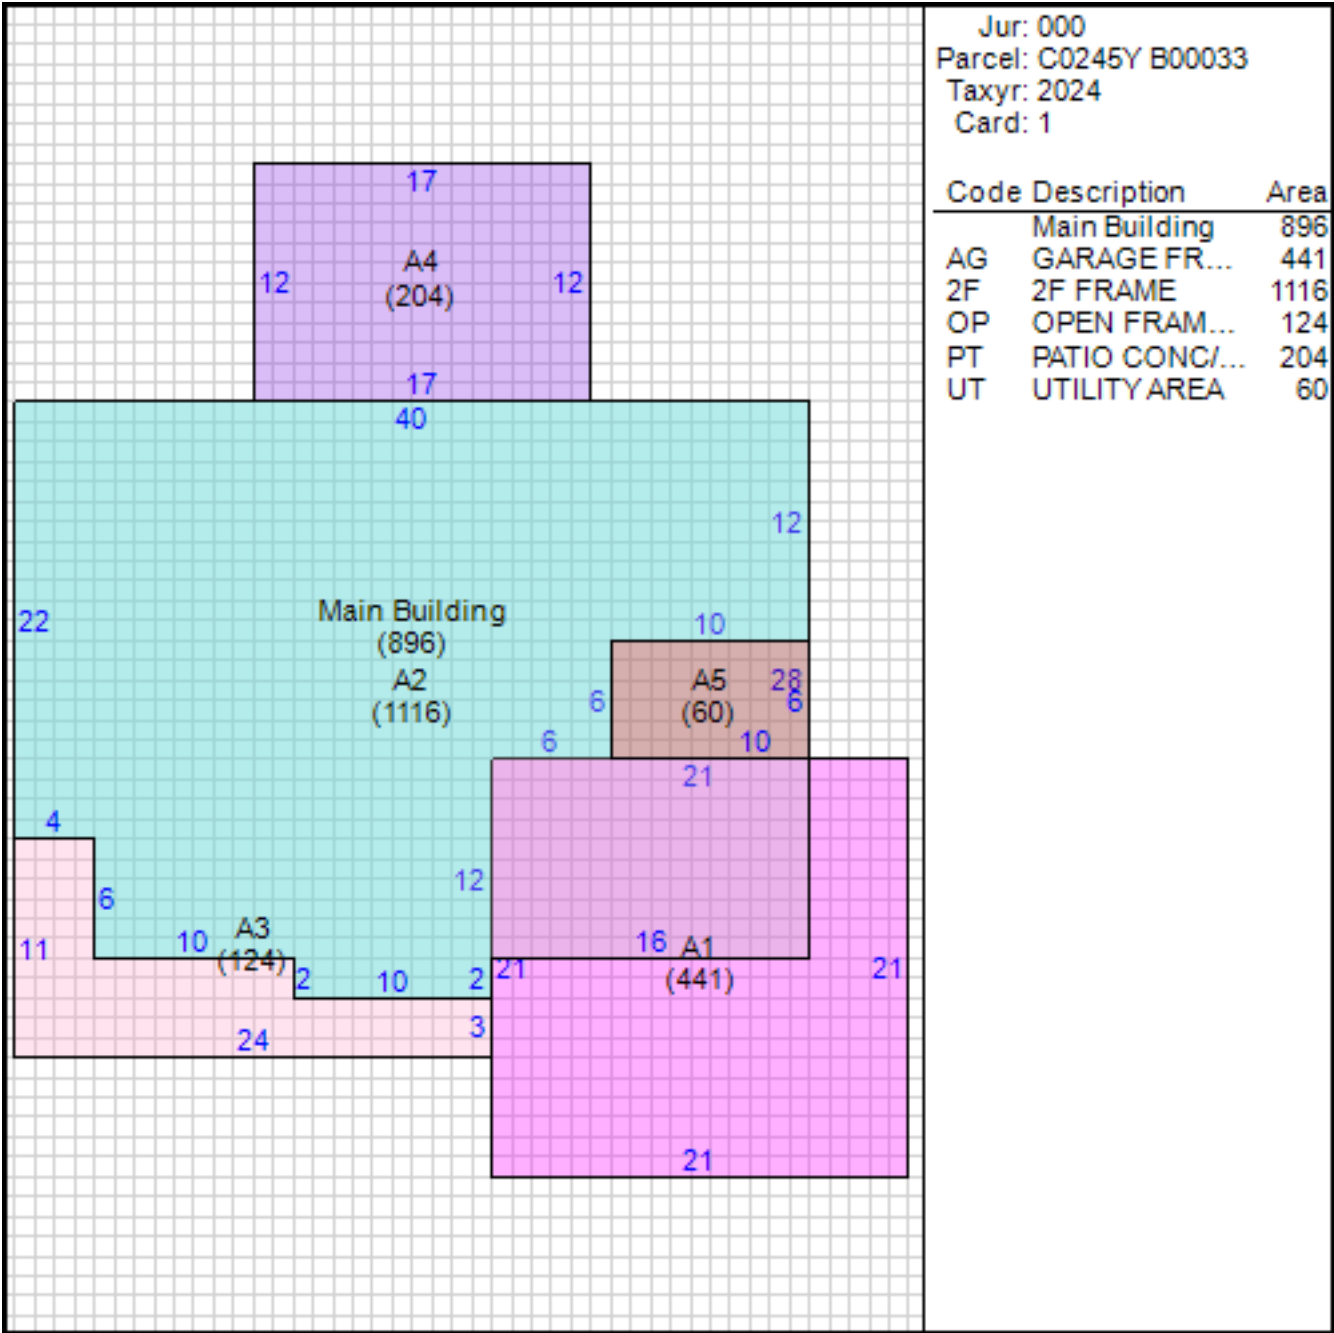 Jur: 000
Parcel: C0245Y B00033
Taxyr: 2024
Card: 1
Code Description Area
Main Building 896
AG GARAGE FR... 441
2F 2F FRAME 1116
OP OPEN FRAM... 124
PT PATIO CONC/... 204
UT UTILITY AREA 60
17
A4
(204)
12
12
17
40
12
22
Main Building
(896)
A2
(1116)
10
A5
(60)
28
6
6
6
10
21
4
12
6
11
10
A3
(124)
2
10
2
21
16
A1
(441)
21
3
24
21